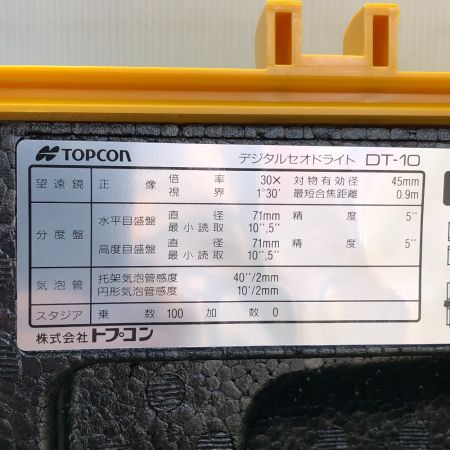 TOPCON デジタルセオドライト DT-10
望遠鏡 正像 倍率 30× 対物有効径 45mm
視界 1°30′ 最短合焦距離 0.9m
分度盤 水平目盛盤 直径 71mm 精度 5″
最小読取 10″,5″
高度目盛盤 直径 71mm 精度 5″
最小読取 10″,5″
気泡管 托架気泡管感度 40″/2mm
円形気泡管感度 10′/2mm
スタジア 乗数 100 加数 0
株式会社トプコン